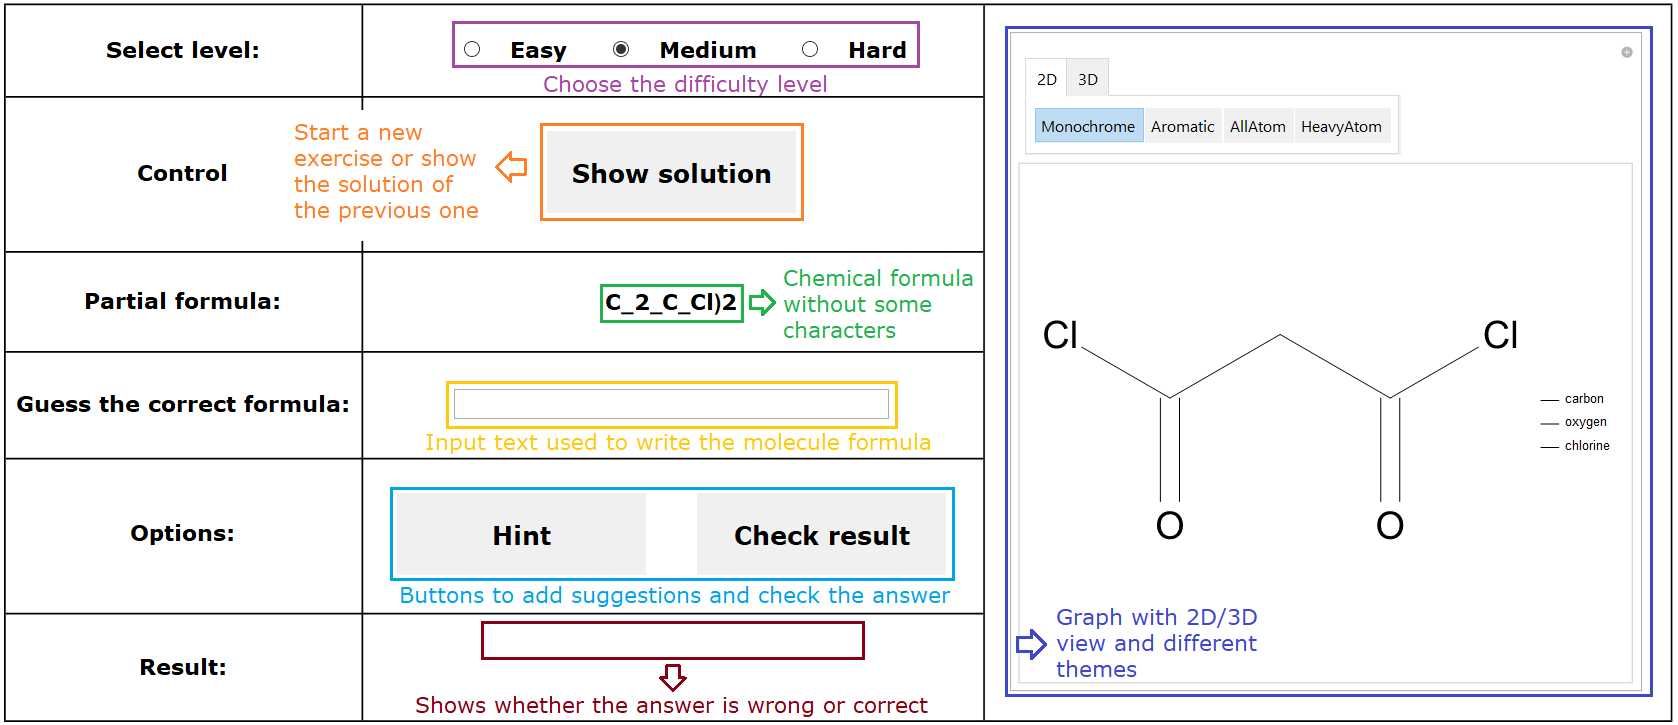 Select level:
Easy
Medium
Hard
Choose the difficulty level
Control
Start a new
exercise or show
the solution of
the previous one
Show solution
Partial formula:
C_2_C_Cl)2
Chemical formula
without some
characters
Guess the correct formula:
Input text used to write the molecule formula
Options:
Hint
Check result
Buttons to add suggestions and check the answer
Result:
Shows whether the answer is wrong or correct
2D
3D
Monochrome
Aromatic
AllAtom
HeavyAtom
Cl
Cl
O
O
carbon
oxygen
chlorine
Graph with 2D/3D
view and different
themes